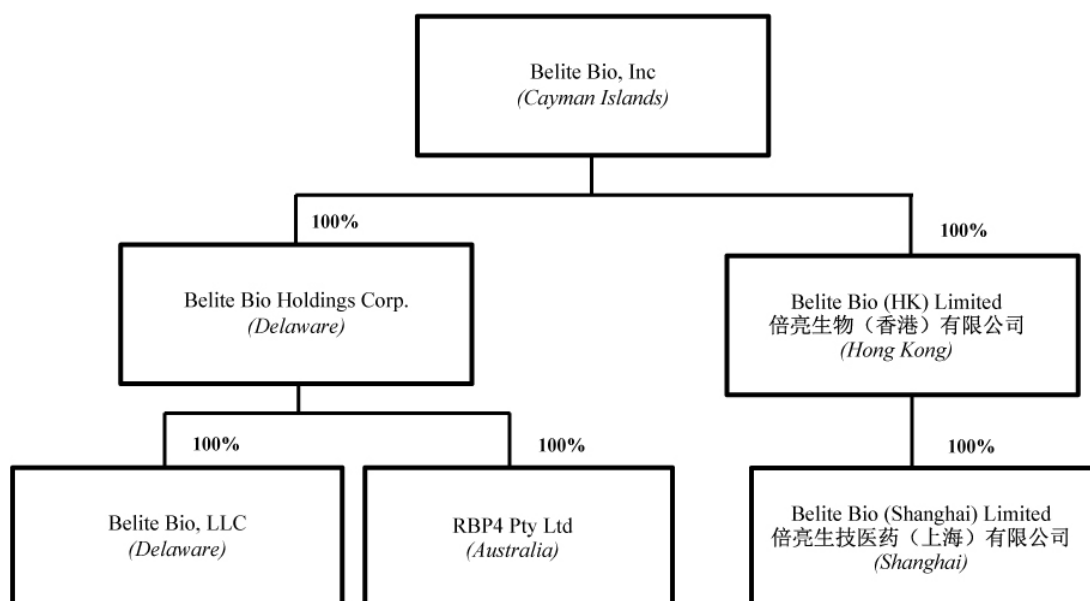 Belite Bio, Inc
(Cayman Islands)
100%
100%
Belite Bio Holdings Corp.
(Delaware)
Belite Bio (HK) Limited
倍亮生物（香港）有限公司
(Hong Kong)
100%
100%
100%
Belite Bio, LLC
(Delaware)
RBP4 Pty Ltd
(Australia)
Belite Bio (Shanghai) Limited
倍亮生技医药（上海）有限公司
(Shanghai)